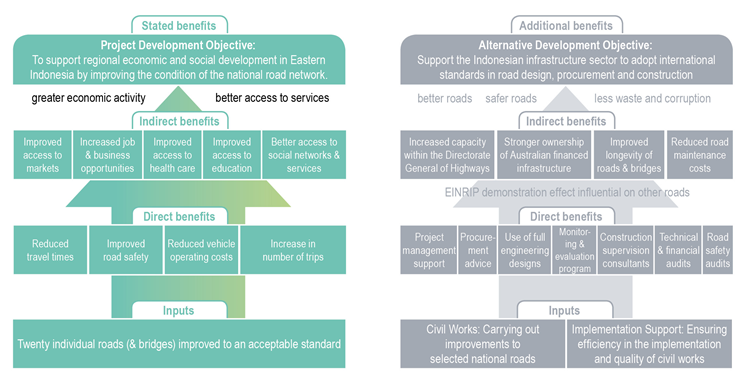 Stated benefits
Project Development Objective:
To support regional economic and social development in Eastern
Indonesia by improving the condition of the national road network.
greater economic activity
better access to services
Indirect benefits
Improved
access to
markets
Increased job
& business
opportunities
Improved
access to
health care
Improved
access to
education
Better access to
social networks &
services
Direct benefits
Reduced
travel times
Improved
road safety
Reduced vehicle
operating costs
Increase in
number of trips
Inputs
Twenty individual roads (& bridges) improved to an acceptable standard
Additional benefits
Alternative Development Objective:
Support the Indonesian infrastructure sector to adopt international
standards in road design, procurement and construction
better roads
safer roads
less waste and corruption
Indirect benefits
Increased capacity
within the Directorate
General of Highways
Stronger ownership
of Australian financed
infrastructure
Improved
longevity of
roads & bridges
Reduced road
maintenance
costs
EINRIP demonstration effect influential on other roads
Direct benefits
Project
management
support
Procure-
ment
advice
Use of full
engineering
designs
Monitor-
ing &
evaluation
program
Construction
supervision
consultants
Technical
& financial
audits
Road
safety
audits
Inputs
Civil Works: Carrying out
improvements to
selected national roads
Implementation Support: Ensuring
efficiency in the implementation
and quality of civil works